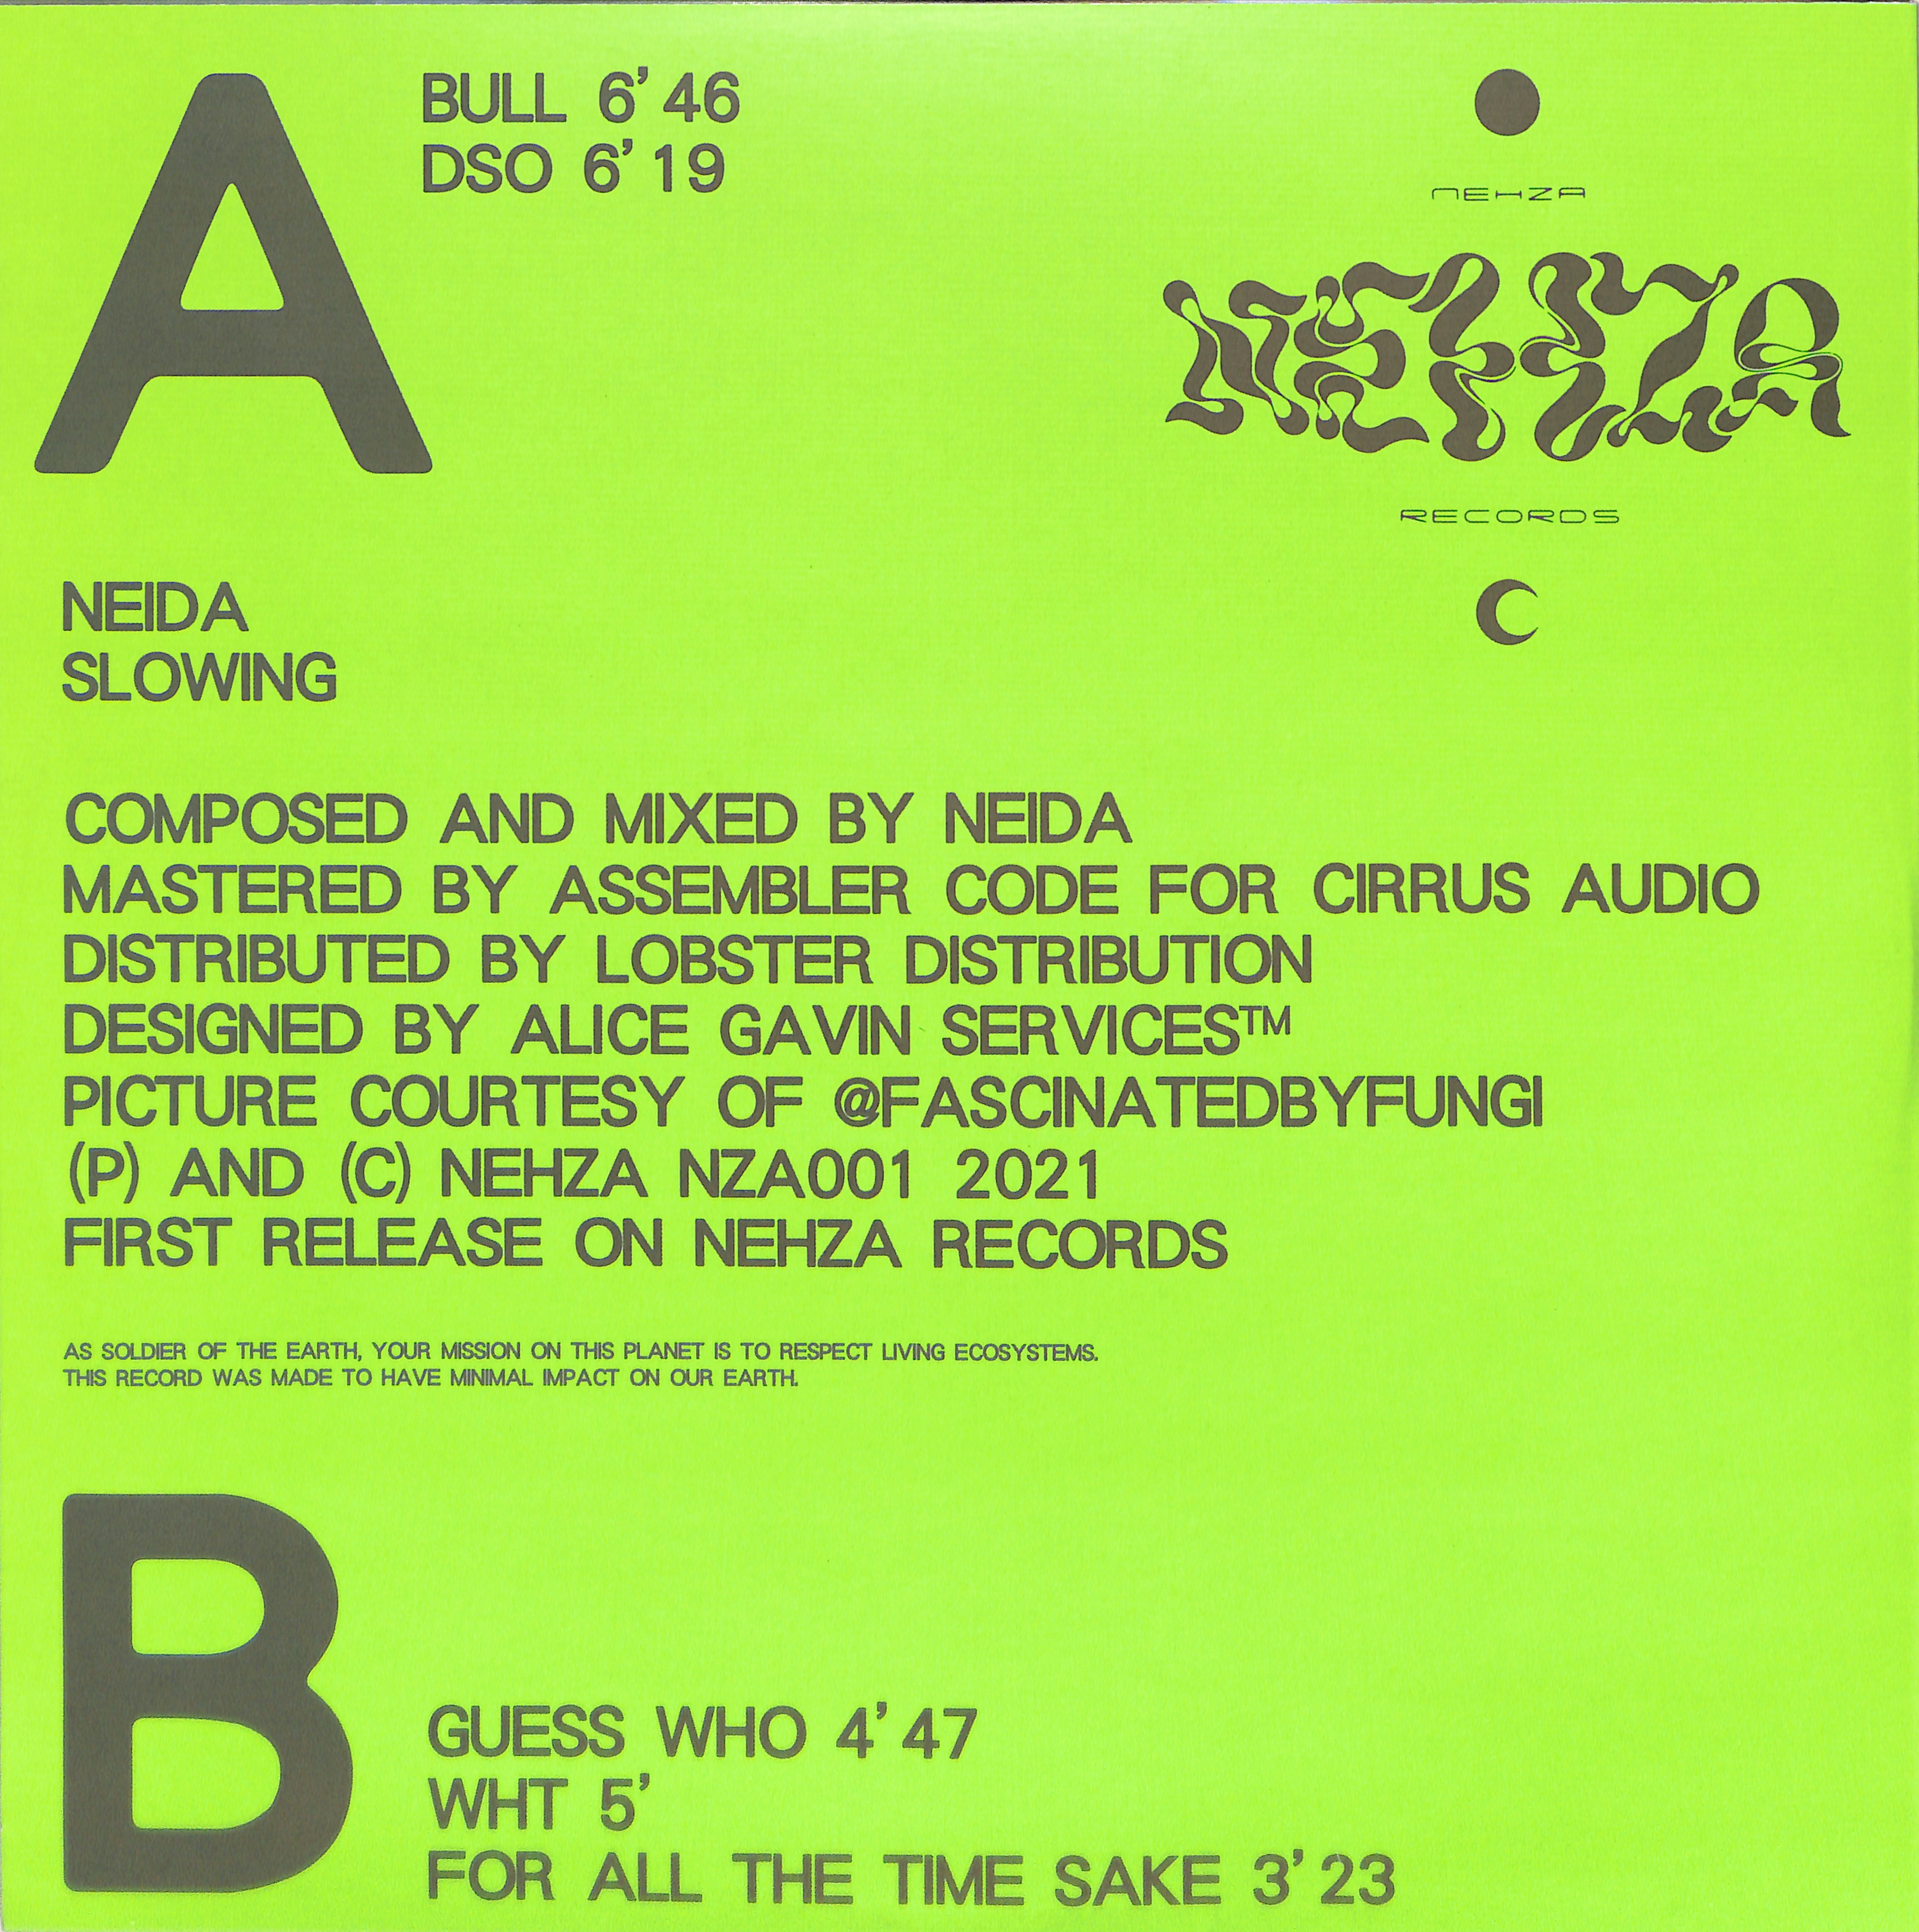 A
BULL 6’46
DSO 6’19
NEHZA
NEHZA
RECORDS
NEIDA
SLOWING
COMPOSED AND MIXED BY NEIDA
MASTERED BY ASSEMBLER CODE FOR CIRRUS AUDIO
DISTRIBUTED BY LOBSTER DISTRIBUTION
DESIGNED BY ALICE GAVIN SERVICES™
PICTURE COURTESY OF @FASCINATEDBYFUNGI
(P) AND (C) NEHZA NZA001 2021
FIRST RELEASE ON NEHZA RECORDS
AS SOLDIER OF THE EARTH, YOUR MISSION ON THIS PLANET IS TO RESPECT LIVING ECOSYSTEMS.
THIS RECORD WAS MADE TO HAVE MINIMAL IMPACT ON OUR EARTH.
B
GUESS WHO 4’47
WHT 5’
FOR ALL THE TIME SAKE 3’23